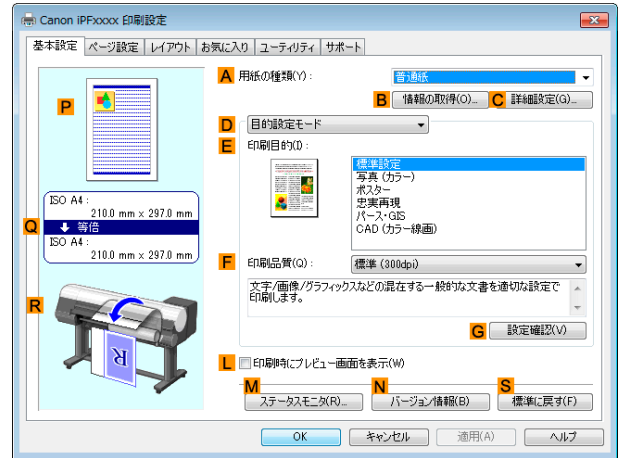 Canon iPFxxxx 印刷設定
基本設定 ページ設定 レイアウト お気に入り ユーティリティ サポート
A 用紙の種類(Y)： 普通紙
B 情報の取得(O)... C 詳細設定(G)...
P
D 目的設定モード
E 印刷目的(I)：
標準設定
写真 (カラー)
ポスター
忠実再現
パース・GIS
CAD (カラー線画)
ISO A4：
210.0 mm x 297.0 mm
Q 等倍
ISO A4：
210.0 mm x 297.0 mm
F 印刷品質(Q)： 標準 (300dpi)
文字/画像/グラフィックスなどの混在する一般的な文書を適切な設定で
印刷します。
R
R
G 設定確認(V)
L 印刷時にプレビュー画面を表示(W)
M ステータスモニタ(R)... N バージョン情報(B) S 標準に戻す(F)
OK キャンセル 適用(A) ヘルプ